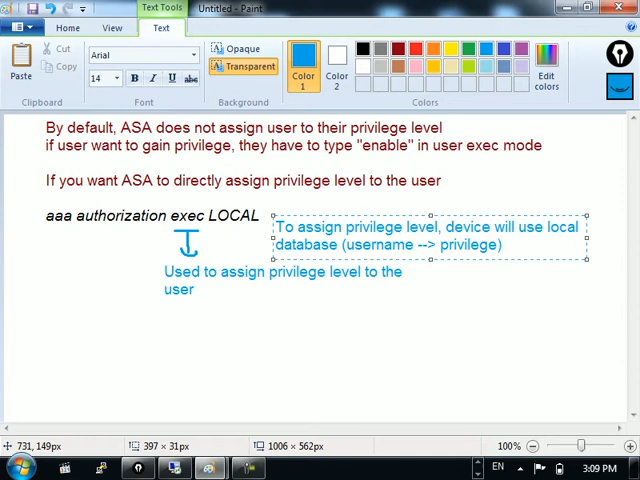 Text Tools
Untitled - Paint
Home
View
Text
Cut
Copy
Paste
Clipboard
Arial
14
B I U abc
Font
Opaque
Transparent
Background
Color 1
Color 2
Edit colors
Colors
By default, ASA does not assign user to their privilege level
if user want to gain privilege, they have to type "enable" in user exec mode
If you want ASA to directly assign privilege level to the user
aaa authorization exec LOCAL
To assign privilege level, device will use local
database (username --> privilege)
Used to assign privilege level to the
user
731, 149px
397 × 31px
1006 × 562px
100%
EN
3:09 PM